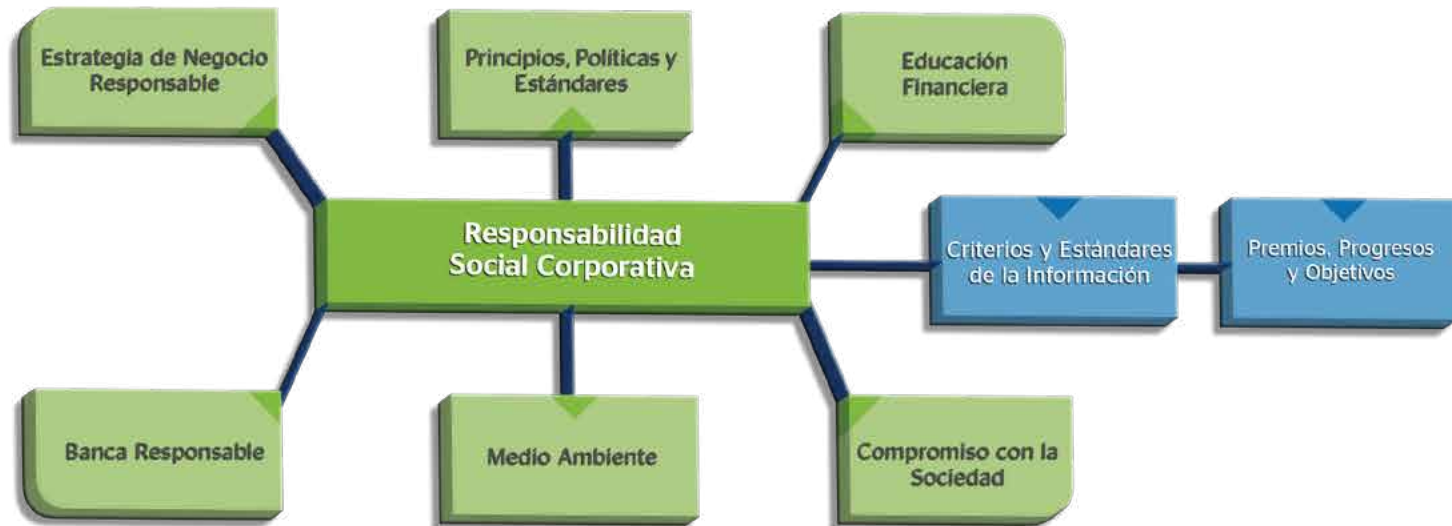 Estrategia de Negocio
Responsable
Principios, Políticas y
Estándares
Educación
Financiera
Responsabilidad
Social Corporativa
Criterios y Estándares
de la Información
Premios, Progresos
y Objetivos
Banca Responsable
Medio Ambiente
Compromiso con la
Sociedad